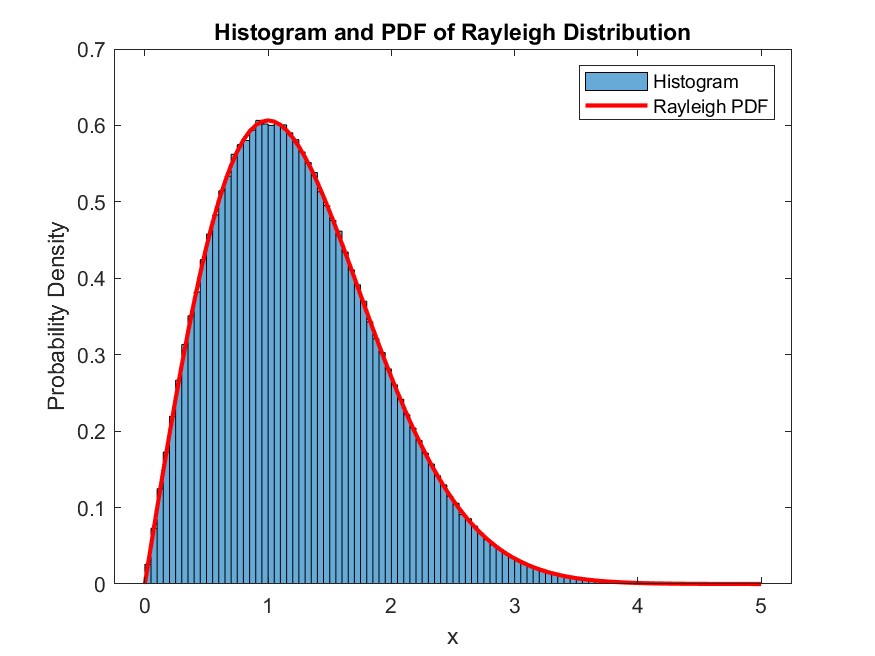 Histogram and PDF of Rayleigh Distribution
Histogram
Rayleigh PDF
Probability Density
0.7
0.6
0.5
0.4
0.3
0.2
0.1
0
0 1 2 3 4 5
x